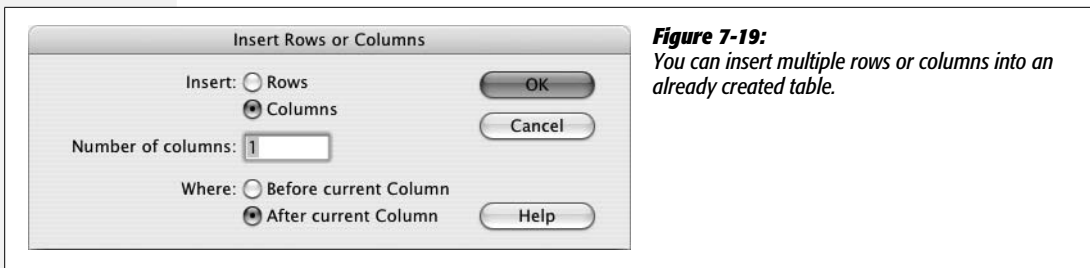 Insert Rows or Columns
Insert: Rows
Columns
Number of columns: 1
Where: Before current Column
After current Column
OK
Cancel
Help
Figure 7-19:
You can insert multiple rows or columns into an
already created table.